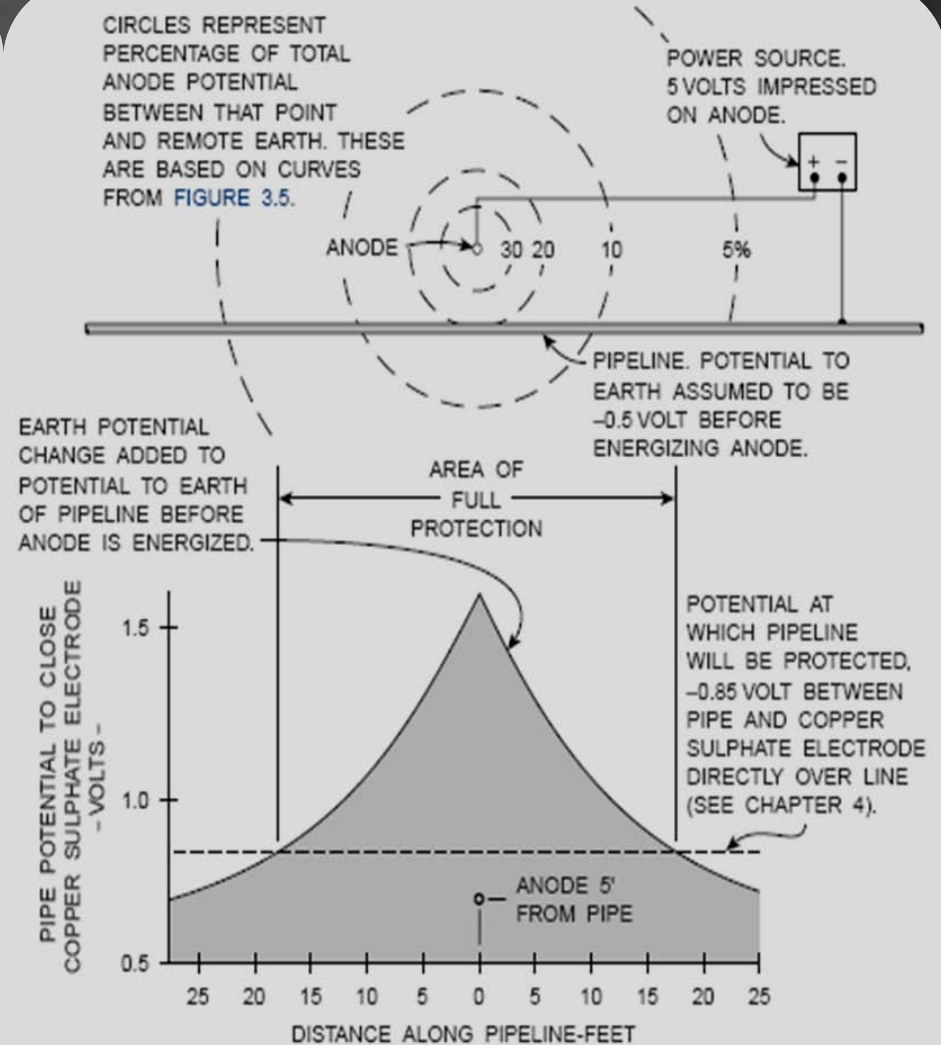 CIRCLES REPRESENT
PERCENTAGE OF TOTAL
ANODE POTENTIAL
BETWEEN THAT POINT
AND REMOTE EARTH. THESE
ARE BASED ON CURVES
FROM FIGURE 3.5.
POWER SOURCE.
5 VOLTS IMPRESSED
ON ANODE.
+ –
ANODE
30 20 10 5%
PIPELINE. POTENTIAL TO
EARTH ASSUMED TO BE
–0.5 VOLT BEFORE
ENERGIZING ANODE.
EARTH POTENTIAL
CHANGE ADDED TO
POTENTIAL TO EARTH
OF PIPELINE BEFORE
ANODE IS ENERGIZED.
AREA OF
FULL
PROTECTION
POTENTIAL AT
WHICH PIPELINE
WILL BE PROTECTED,
–0.85 VOLT BETWEEN
PIPE AND COPPER
SULPHATE ELECTRODE
DIRECTLY OVER LINE
(SEE CHAPTER 4).
PIPE POTENTIAL TO CLOSE
COPPER SULPHATE ELECTRODE
– VOLTS –
1.5
1.0
0.5
ANODE 5'
FROM PIPE
25 20 15 10 5 0 5 10 15 20 25
DISTANCE ALONG PIPELINE-FEET